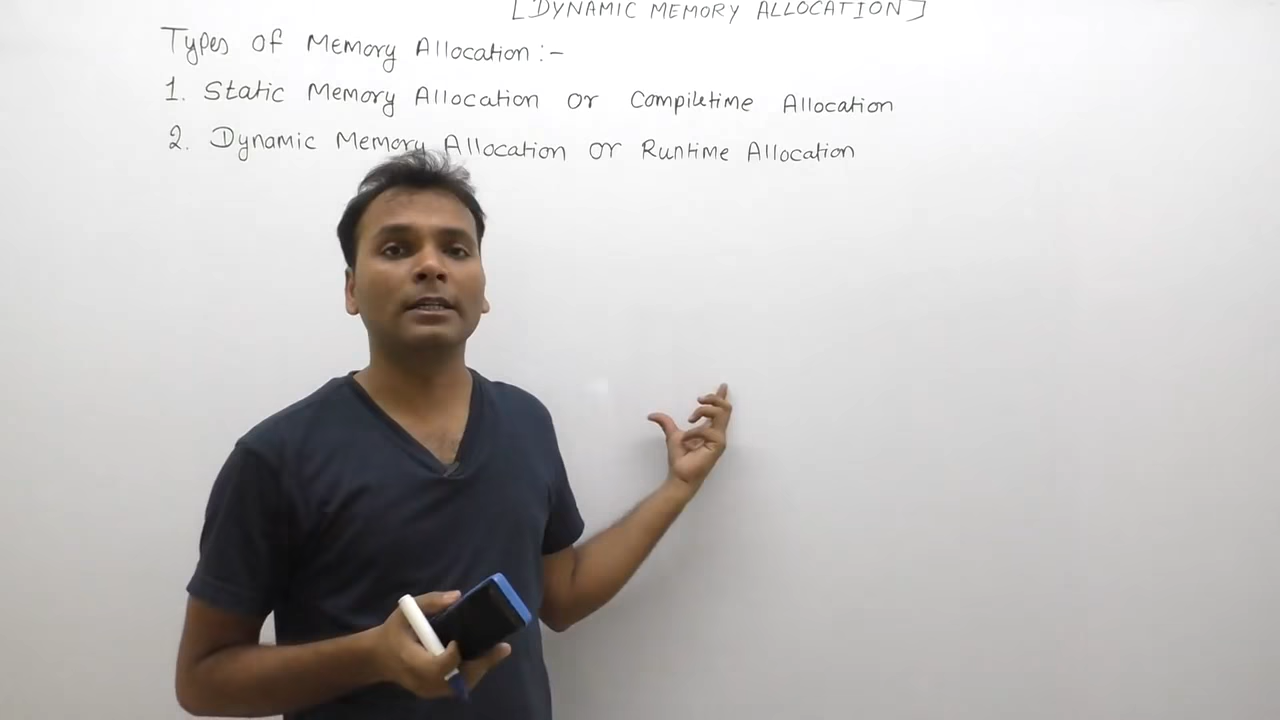 [DYNAMIC MEMORY ALLOCATION]
Types of Memory Allocation:-
1. Static Memory Allocation or Compiletime Allocation
2. Dynamic Memory Allocation or Runtime Allocation